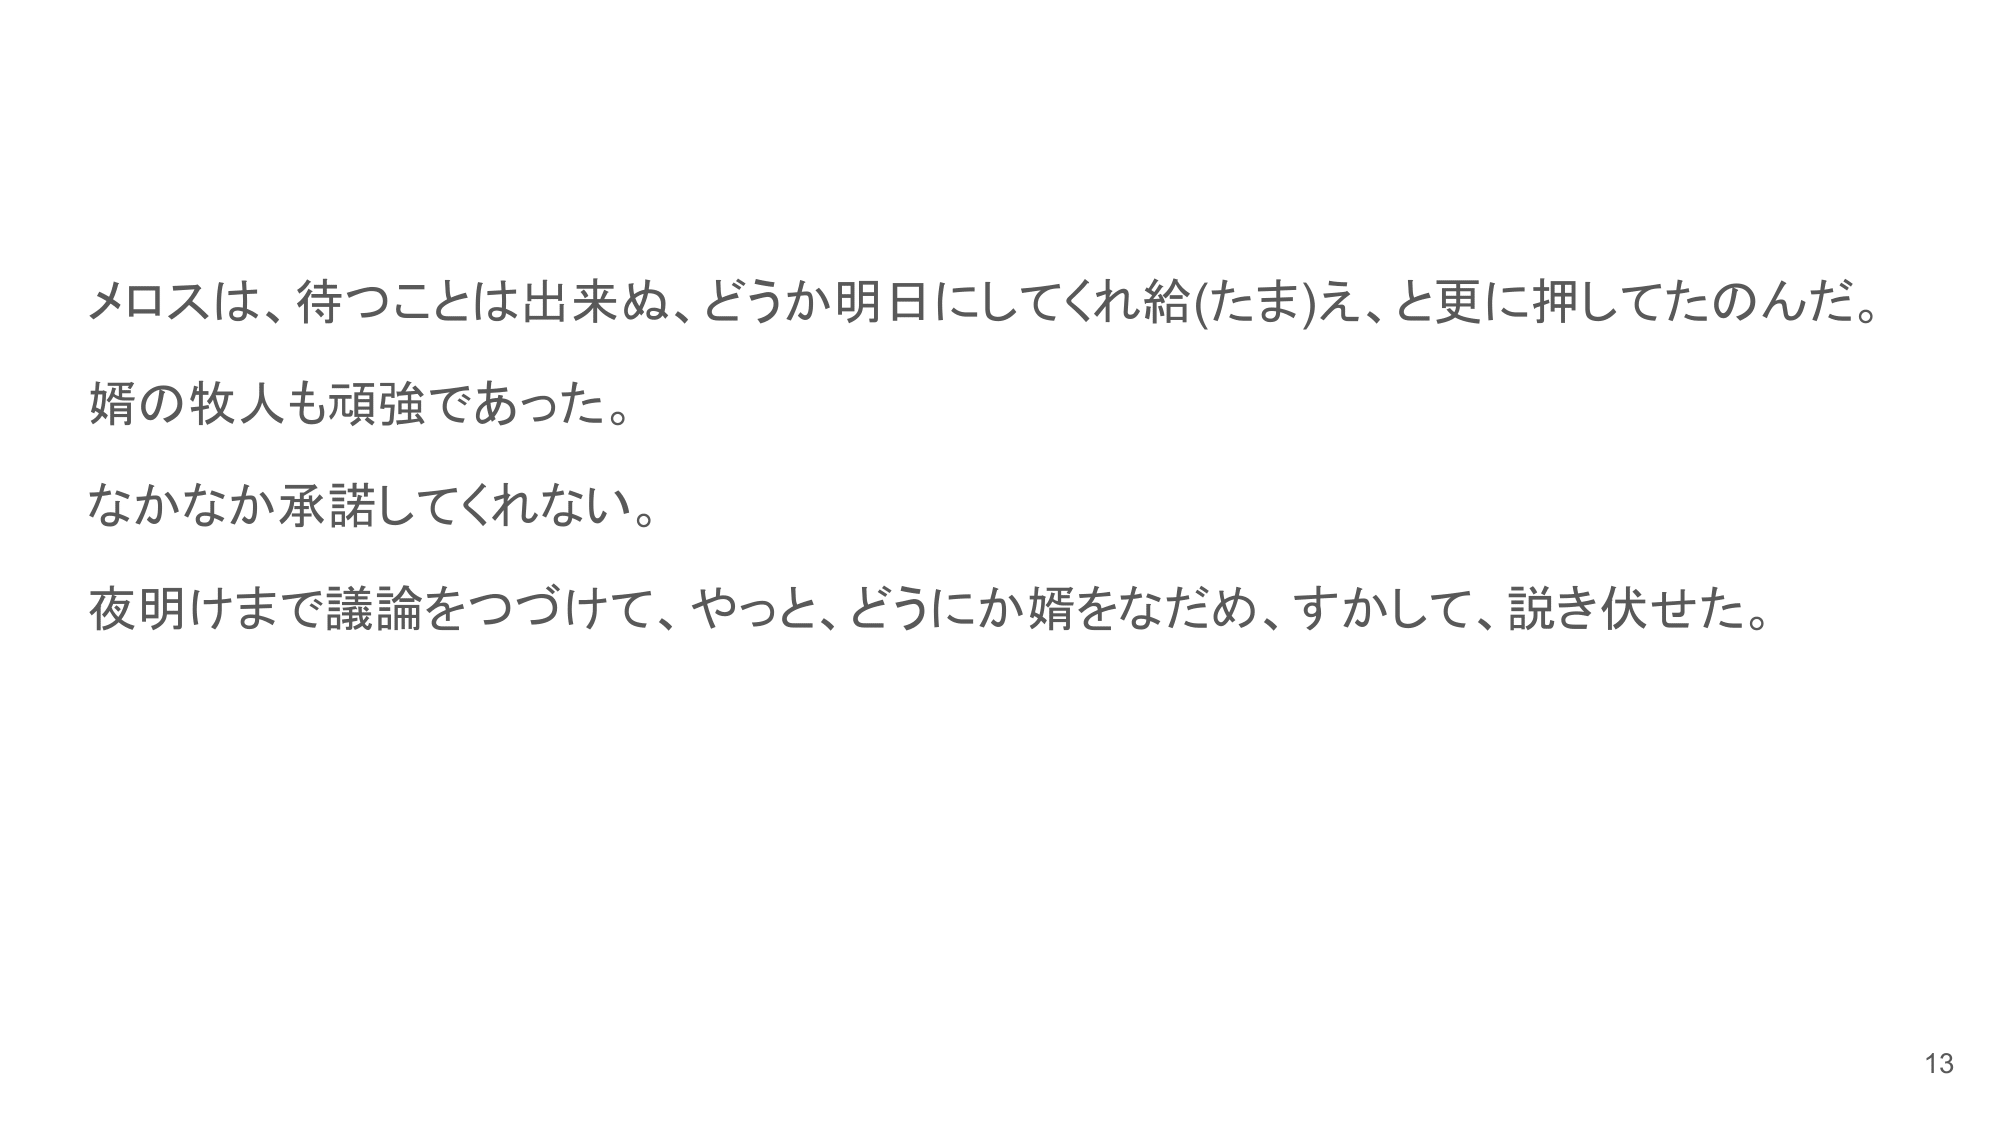 メロスは、待つことは出来ぬ、どうか明日にしてくれ給(たま)え、と更に押してたのんだ。
婿の牧人も頑強であった。
なかなか承諾してくれない。
夜明けまで議論をつづけて、やっと、どうにか婿をなだめ、すかして、説き伏せた。
13